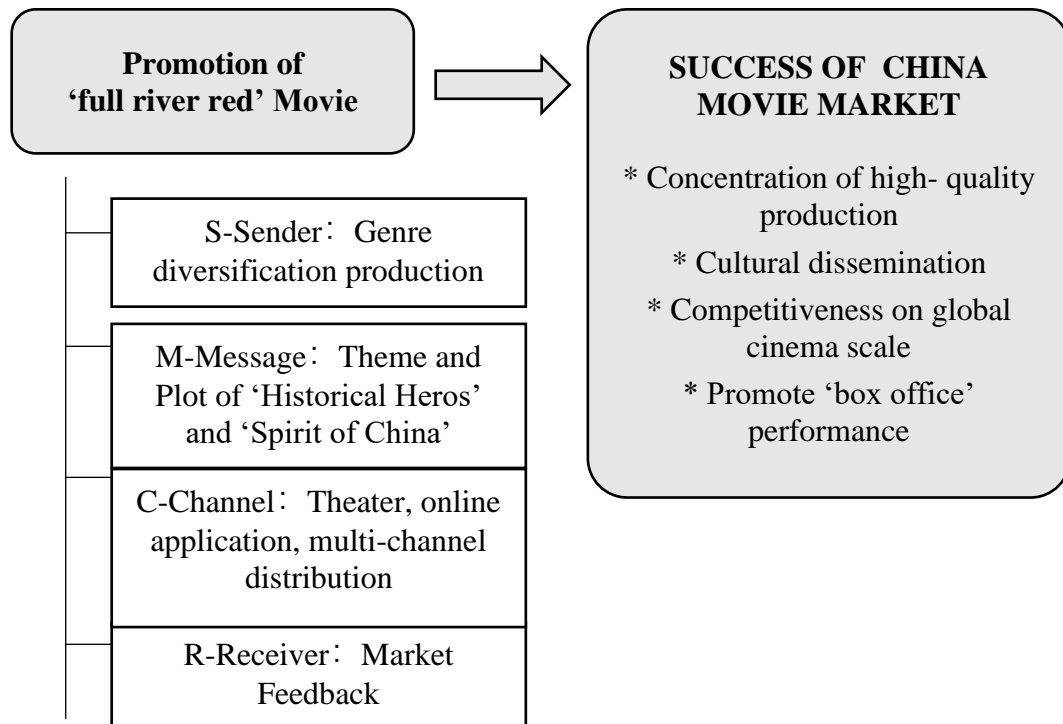 Promotion of
‘full river red’ Movie
S-Sender： Genre
diversification production
M-Message： Theme and
Plot of ‘Historical Heros’
and ‘Spirit of China’
C-Channel： Theater, online
application, multi-channel
distribution
R-Receiver： Market
Feedback
SUCCESS OF CHINA
MOVIE MARKET
* Concentration of high- quality
production
* Cultural dissemination
* Competitiveness on global
cinema scale
* Promote ‘box office’
performance